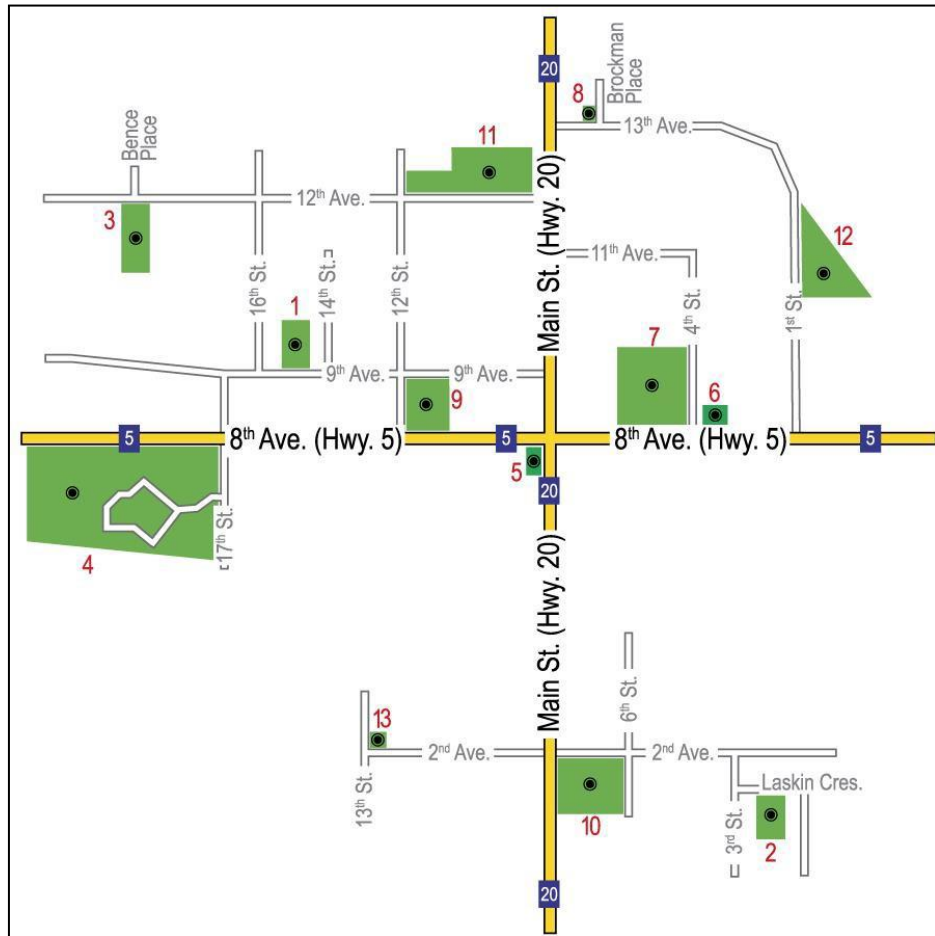 20
8
Brockman
Place
13th Ave.
Bence
Place
11
Main St. (Hwy. 20)
12th Ave.
3
12
16th St.
14th St.
12th St.
11th Ave.
4th St.
1st St.
1
7
9th Ave.
9th Ave.
9
6
5
8th Ave. (Hwy. 5)
5
8th Ave. (Hwy. 5)
5
5
20
17th St.
4
Main St. (Hwy. 20)
6th St.
13
2nd Ave.
2nd Ave.
13th St.
Laskin Cres.
10
3rd St.
2
20